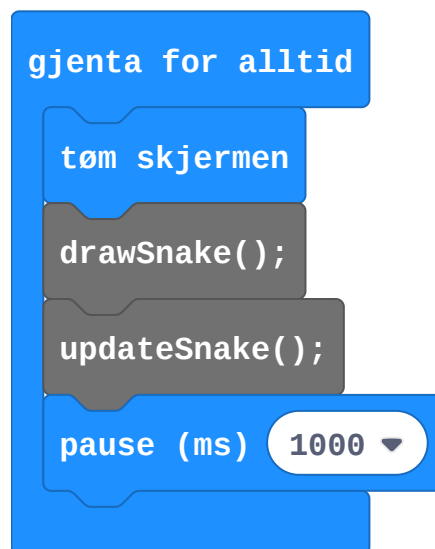 gjenta for alltid
tøm skjermen
drawSnake();
updateSnake();
pause (ms) 1000